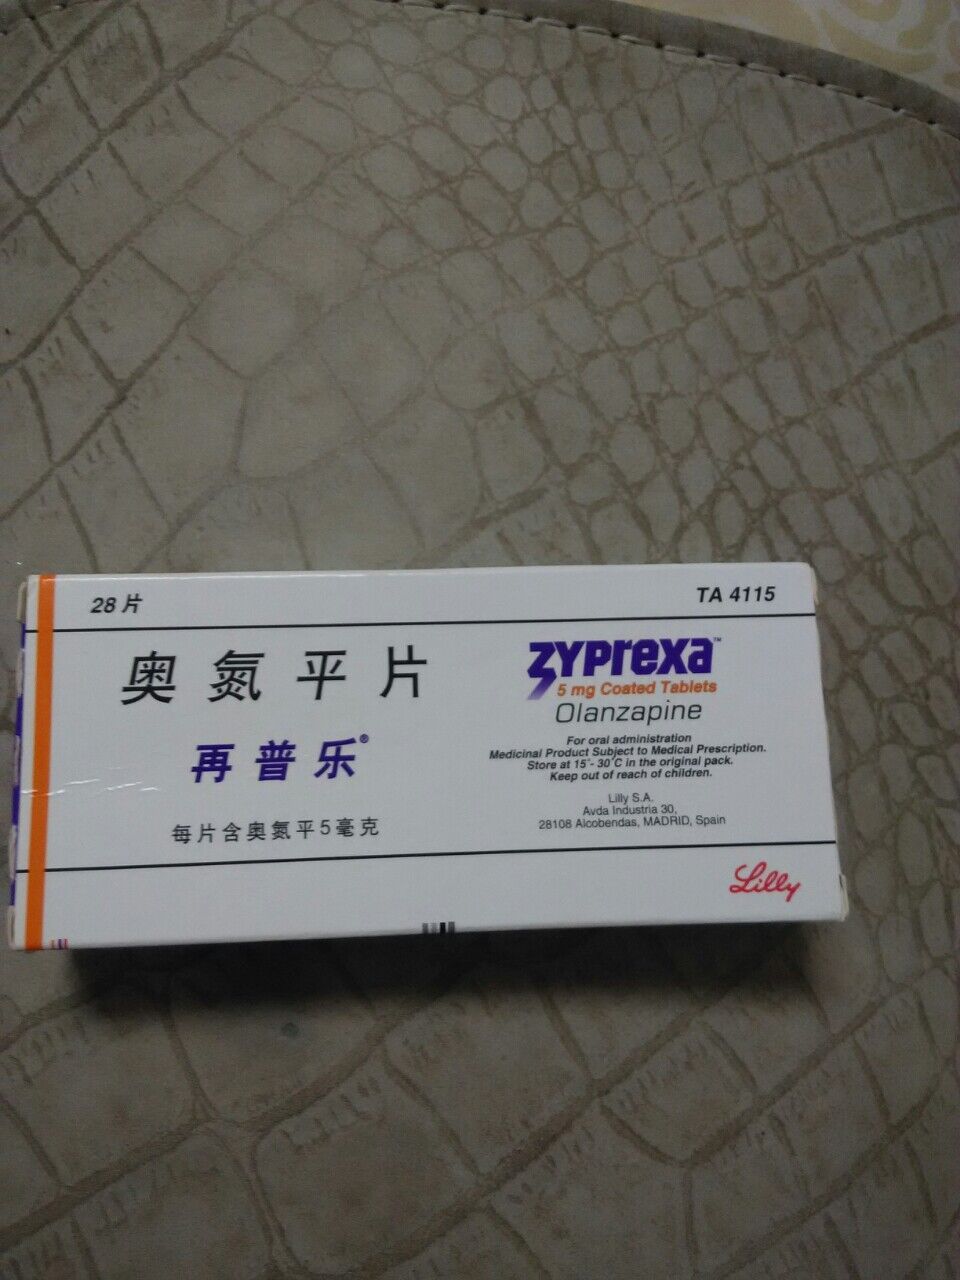 28片
TA 4115
奥氮平片
再普乐®
每片含奥氮平5毫克
ZYPREXA™
5 mg Coated Tablets
Olanzapine
For oral administration
Medicinal Product Subject to Medical Prescription.
Store at 15°- 30°C in the original pack.
Keep out of reach of children.
Lilly S.A.
Avda Industria 30,
28108 Alcobendas, MADRID, Spain
Lilly